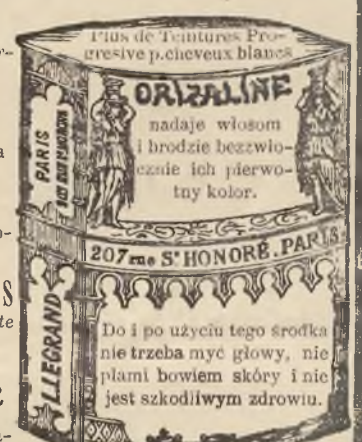 Plus de Teintures Pro-
gresive p.cheveux blancs
ORIZALINE
nadaje włosom
i brodzie bezzwło-
cznie ich pierwo-
tny kolor.
PARIS
207 rue St HONORÉ. PARIS
L LEGRAND
Do i po użyciu tego środka
nie trzeba myć głowy, nie
plami bowiem skóry i nic
jest szkodliwym zdrowiu.